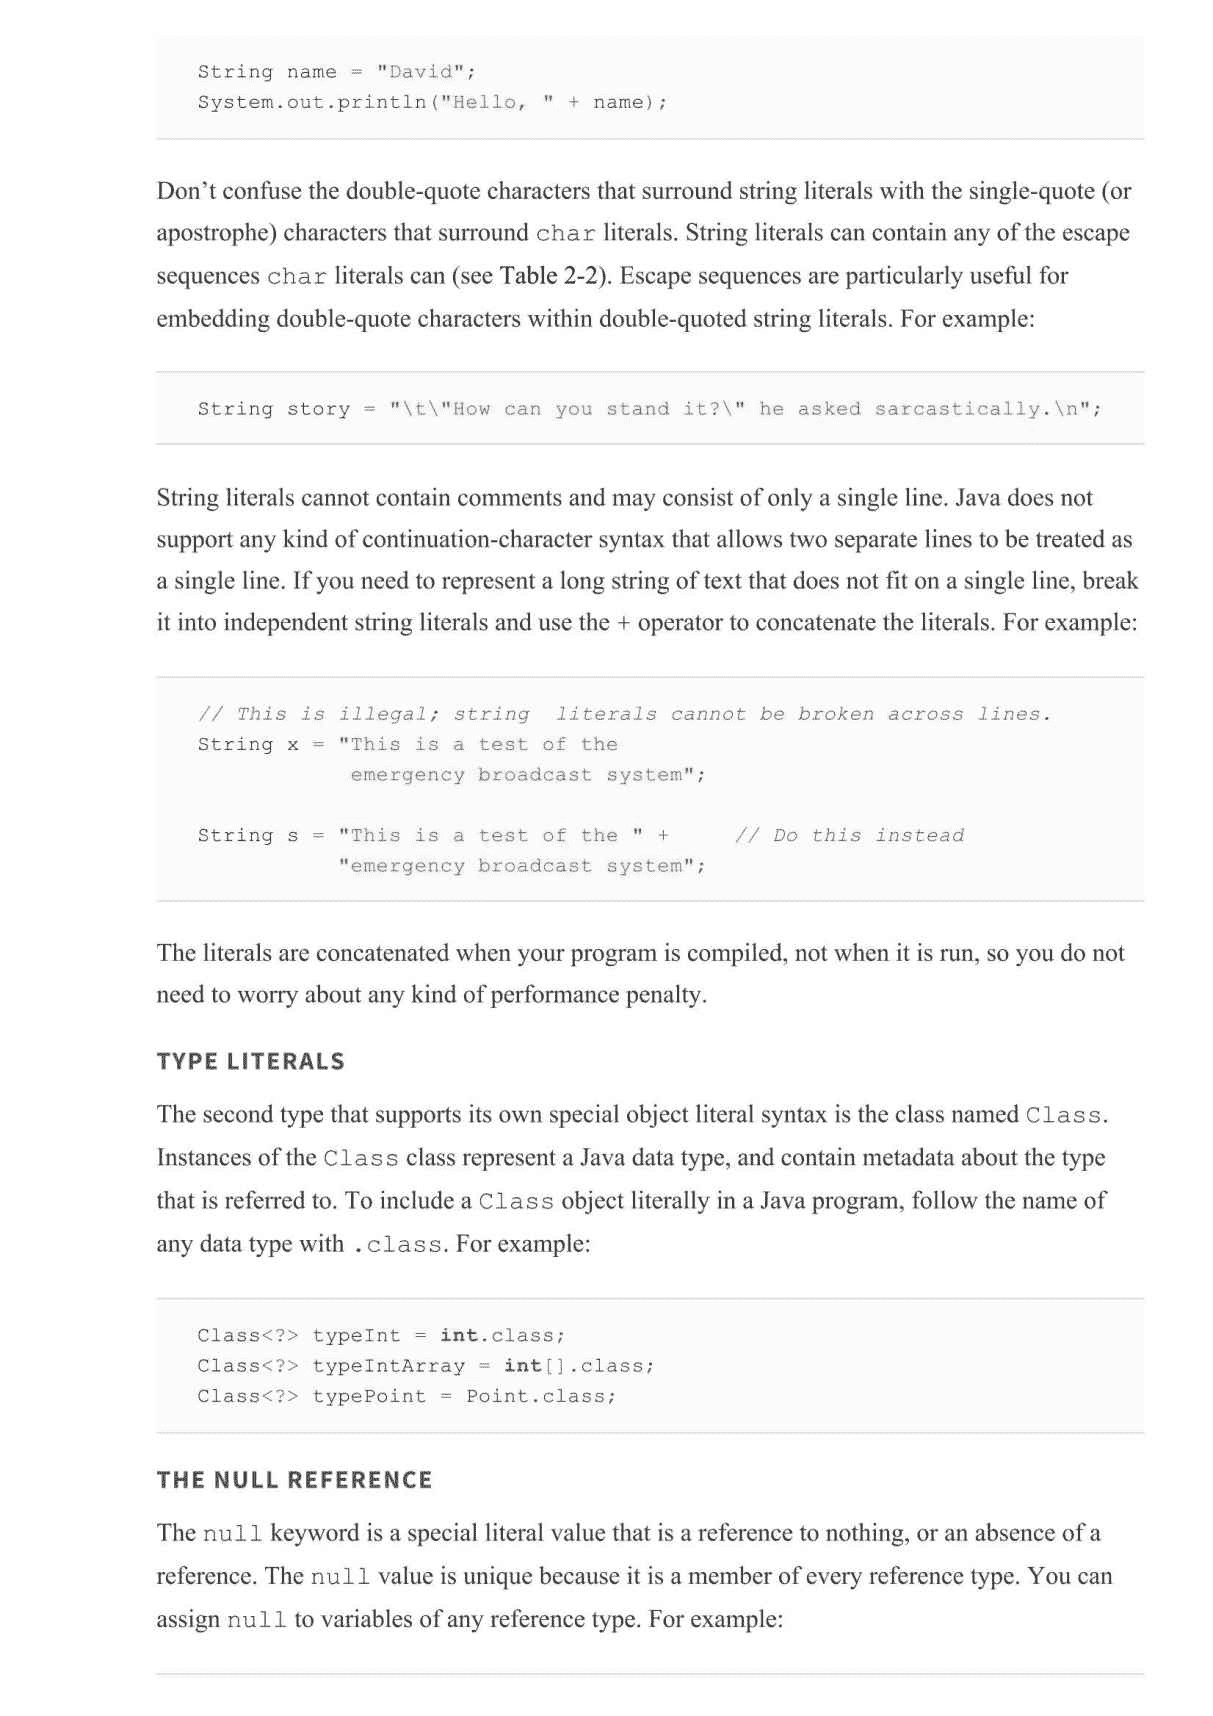 String name = "David";
System.out.println("Hello, " + name);
Don’t confuse the double-quote characters that surround string literals with the single-quote (or
apostrophe) characters that surround char literals. String literals can contain any of the escape
sequences char literals can (see Table 2-2). Escape sequences are particularly useful for
embedding double-quote characters within double-quoted string literals. For example:
String story = "\t\"How can you stand it?\" he asked sarcastically.\n";
String literals cannot contain comments and may consist of only a single line. Java does not
support any kind of continuation-character syntax that allows two separate lines to be treated as
a single line. If you need to represent a long string of text that does not fit on a single line, break
it into independent string literals and use the + operator to concatenate the literals. For example:
// This is illegal; string  literals cannot be broken across lines.
String x = "This is a test of the
            emergency broadcast system";
String s = "This is a test of the " +     // Do this instead
           "emergency broadcast system";
The literals are concatenated when your program is compiled, not when it is run, so you do not
need to worry about any kind of performance penalty.
TYPE LITERALS
The second type that supports its own special object literal syntax is the class named Class.
Instances of the Class class represent a Java data type, and contain metadata about the type
that is referred to. To include a Class object literally in a Java program, follow the name of
any data type with .class. For example:
Class<?> typeInt = int.class;
Class<?> typeIntArray = int[].class;
Class<?> typePoint = Point.class;
THE NULL REFERENCE
The null keyword is a special literal value that is a reference to nothing, or an absence of a
reference. The null value is unique because it is a member of every reference type. You can
assign null to variables of any reference type. For example: